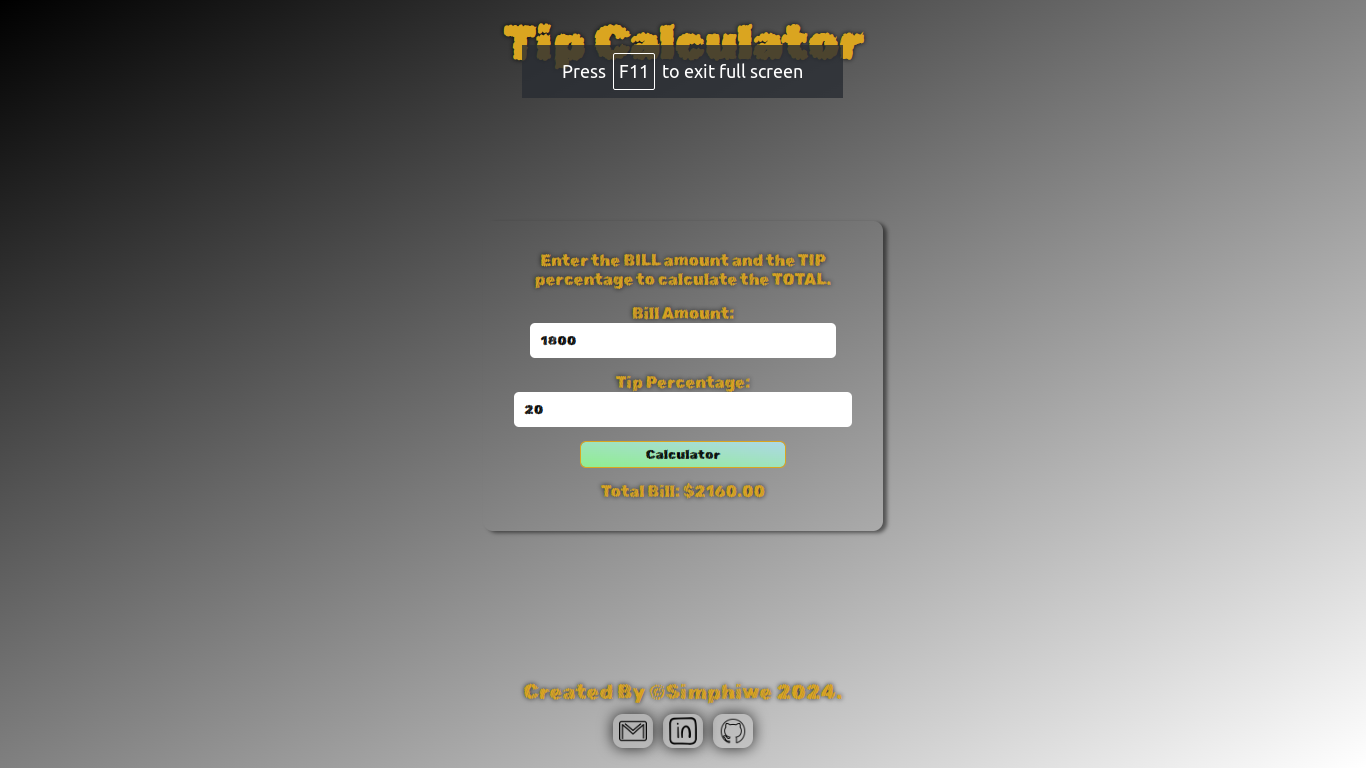 Tip Calculator
Press F11 to exit full screen
Enter the BILL amount and the TIP
percentage to calculate the TOTAL.
Bill Amount:
1800
Tip Percentage:
20
Calculator
Total Bill: $2160.00
Created By @Simphiwe 2024.
in